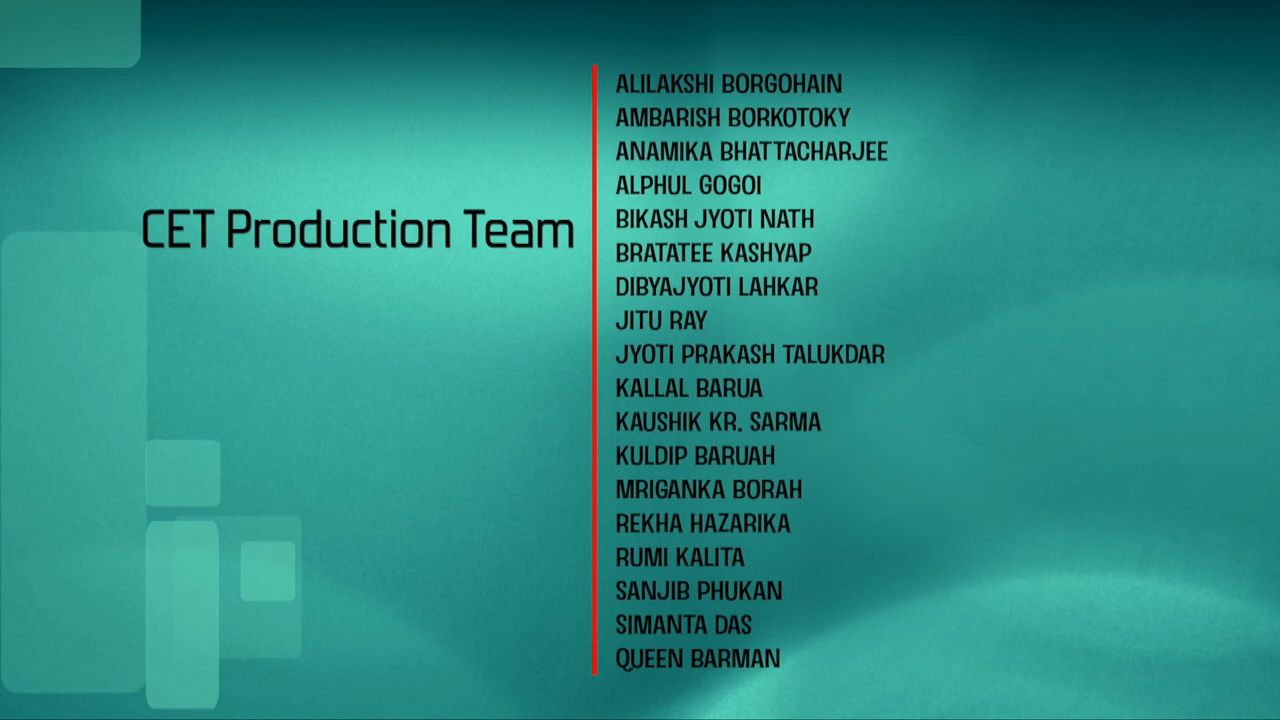 CET Production Team
ALILAKSHI BORGOHAIN
AMBARISH BORKOTOKY
ANAMIKA BHATTACHARJEE
ALPHUL GOGOI
BIKASH JYOTI NATH
BRATATEE KASHYAP
DIBYAJYOTI LAHKAR
JITU RAY
JYOTI PRAKASH TALUKDAR
KALLAL BARUA
KAUSHIK KR. SARMA
KULDIP BARUAH
MRIGANKA BORAH
REKHA HAZARIKA
RUMI KALITA
SANJIB PHUKAN
SIMANTA DAS
QUEEN BARMAN